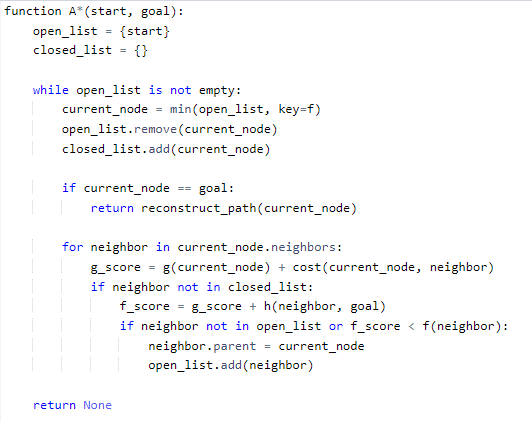 function A*(start, goal):
    open_list = {start}
    closed_list = {}

    while open_list is not empty:
        current_node = min(open_list, key=f)
        open_list.remove(current_node)
        closed_list.add(current_node)

        if current_node == goal:
            return reconstruct_path(current_node)

        for neighbor in current_node.neighbors:
            g_score = g(current_node) + cost(current_node, neighbor)
            if neighbor not in closed_list:
                f_score = g_score + h(neighbor, goal)
                if neighbor not in open_list or f_score < f(neighbor):
                    neighbor.parent = current_node
                    open_list.add(neighbor)

    return None